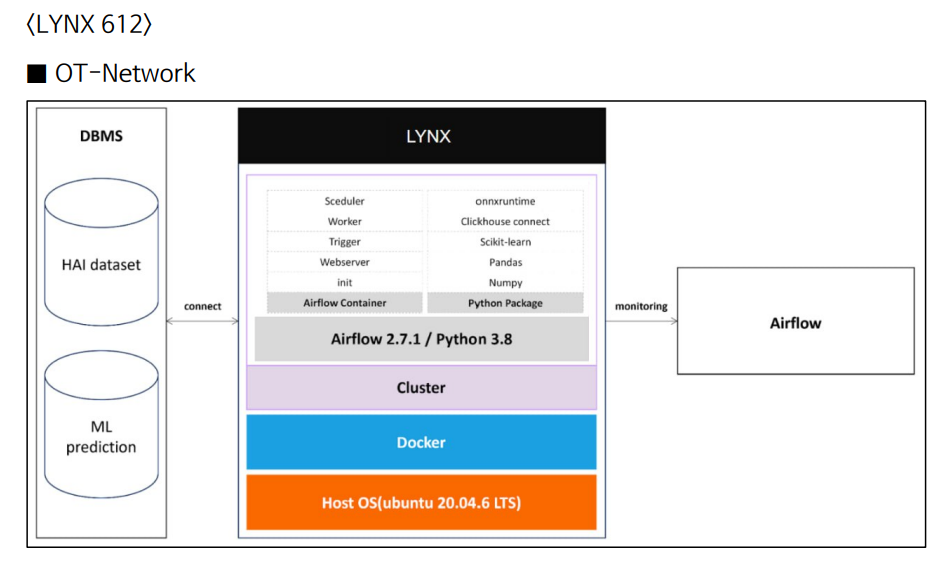 〈LYNX 612〉
■ OT-Network
DBMS
HAI dataset
ML
prediction
connect
LYNX
Sceduler
Worker
Trigger
Webserver
init
Airflow Container
onnxruntime
Clickhouse connect
Scikit-learn
Pandas
Numpy
Python Package
Airflow 2.7.1 / Python 3.8
Cluster
Docker
Host OS(ubuntu 20.04.6 LTS)
monitoring
Airflow